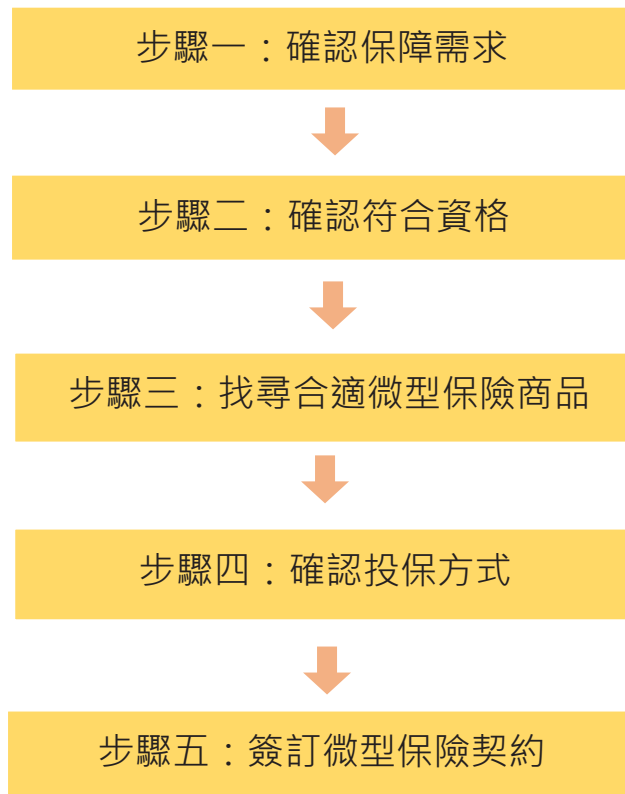 步驟一：確認保障需求
步驟二：確認符合資格
步驟三：找尋合適微型保險商品
步驟四：確認投保方式
步驟五：簽訂微型保險契約